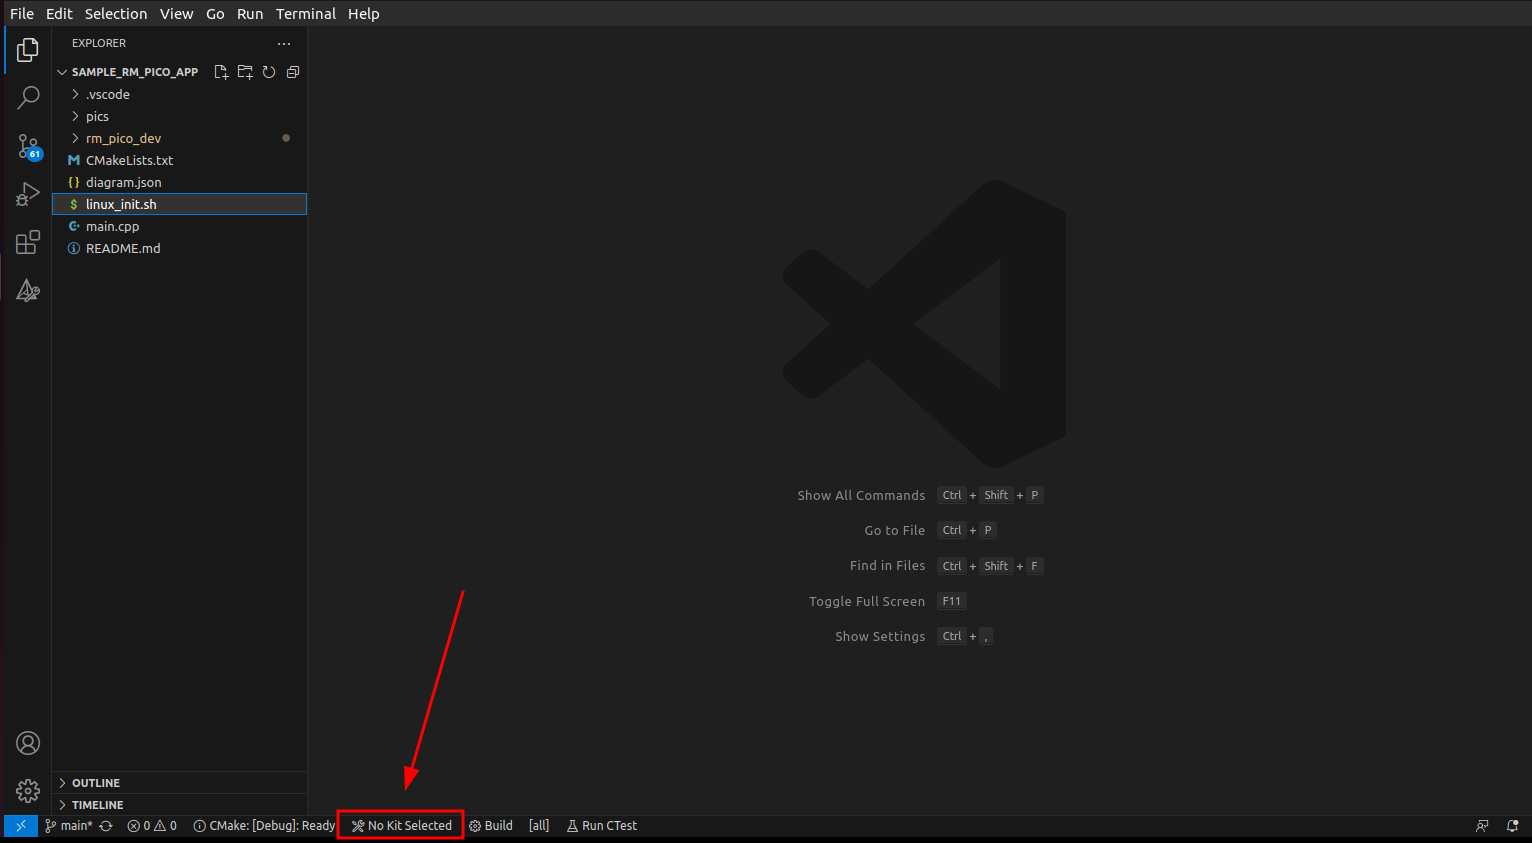 File Edit Selection View Go Run Terminal Help
EXPLORER
SAMPLE_RM_PICO_APP
.vscode
pics
rm_pico_dev
M CMakeLists.txt
{} diagram.json
$ linux_init.sh
main.cpp
README.md
61
Show All Commands Ctrl + Shift + P
Go to File Ctrl + P
Find in Files Ctrl + Shift + F
Toggle Full Screen F11
Show Settings Ctrl + ,
OUTLINE
TIMELINE
main* 0 0 CMake: [Debug]: Ready No Kit Selected Build [all] Run CTest